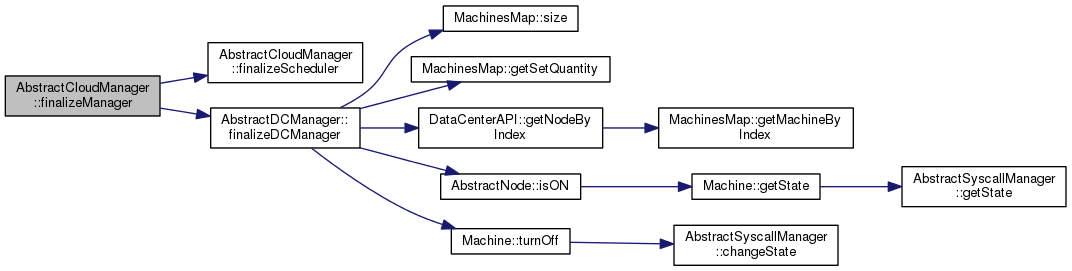 AbstractCloudManager
::finalizeManager
AbstractCloudManager
::finalizeScheduler
AbstractDCManager::
finalizeDCManager
MachinesMap::size
MachinesMap::getSetQuantity
DataCenterAPI::getNodeBy
Index
MachinesMap::getMachineBy
Index
AbstractNode::isON
Machine::getState
AbstractSyscallManager
::getState
Machine::turnOff
AbstractSyscallManager
::changeState